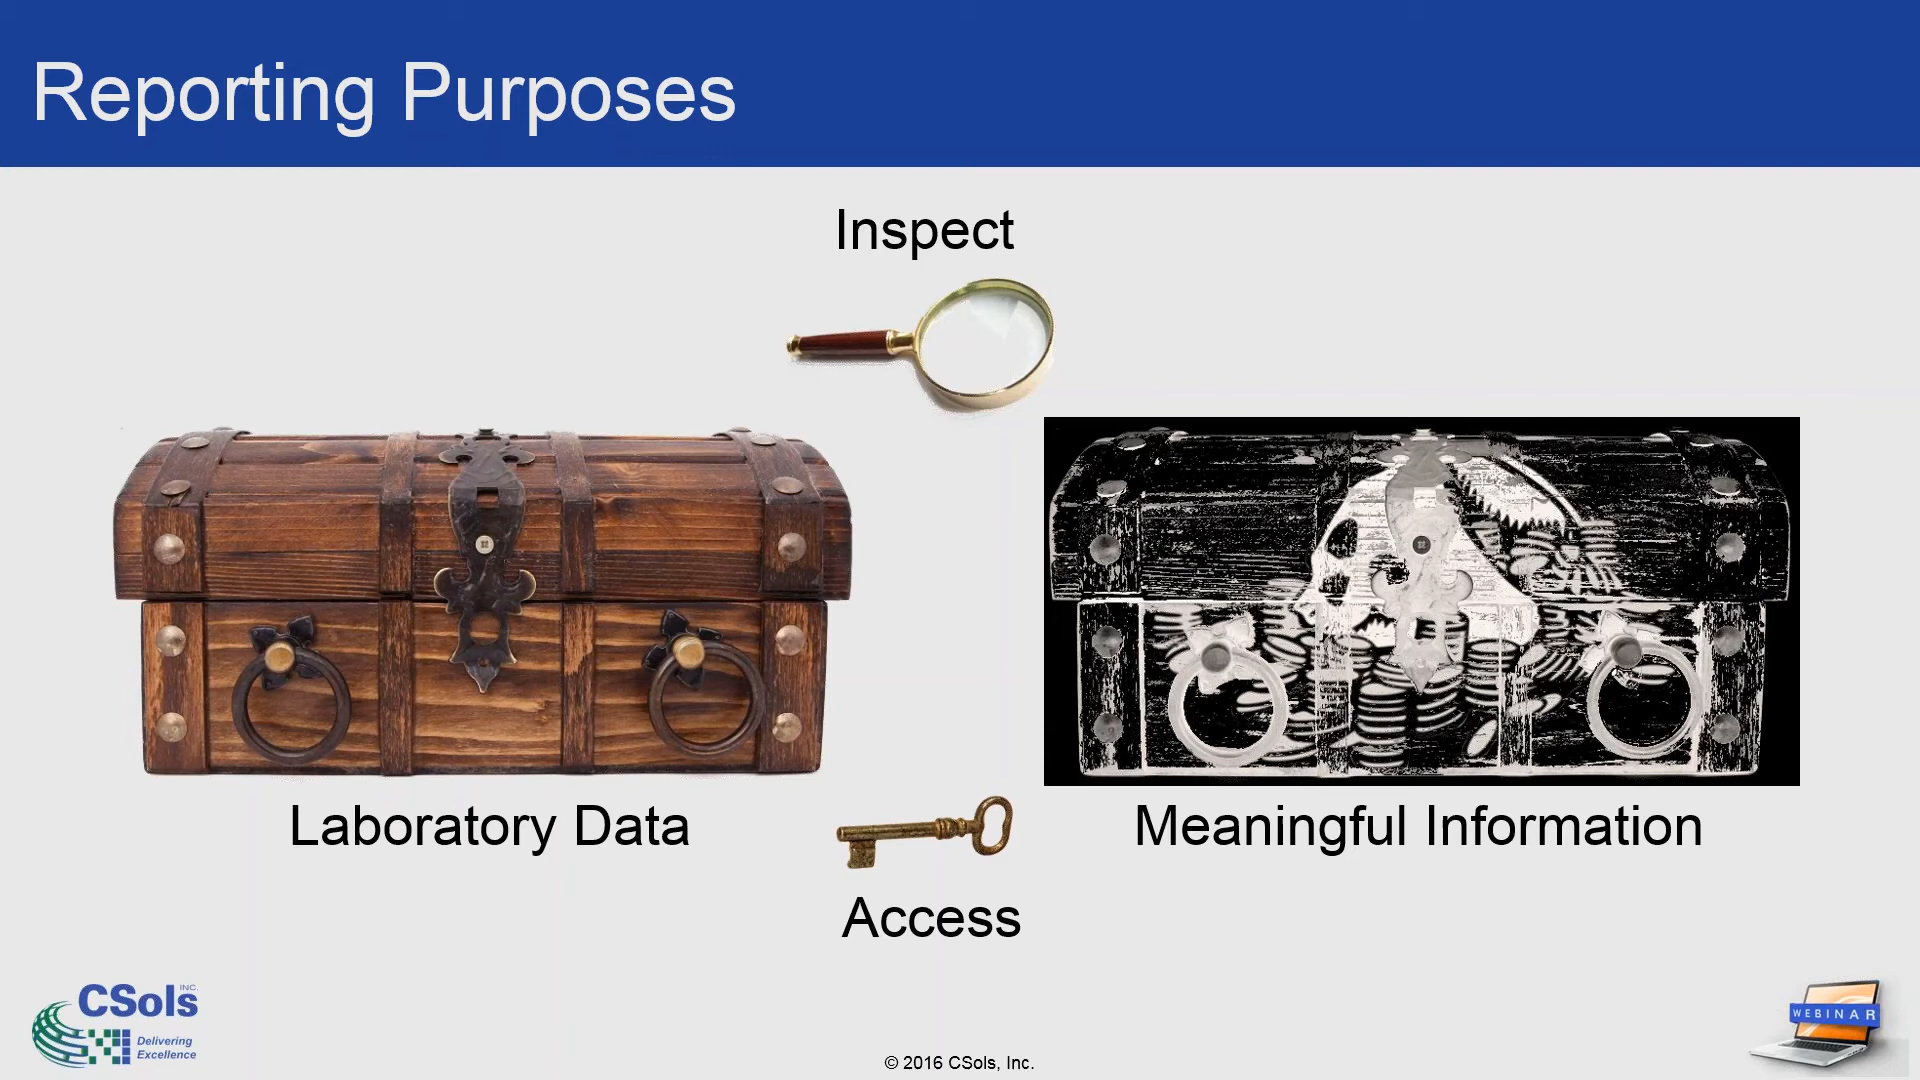 Reporting Purposes
Inspect
Laboratory Data
Meaningful Information
Access
CSols INC.
Delivering
Excellence
WEBINAR
© 2016 CSols, Inc.